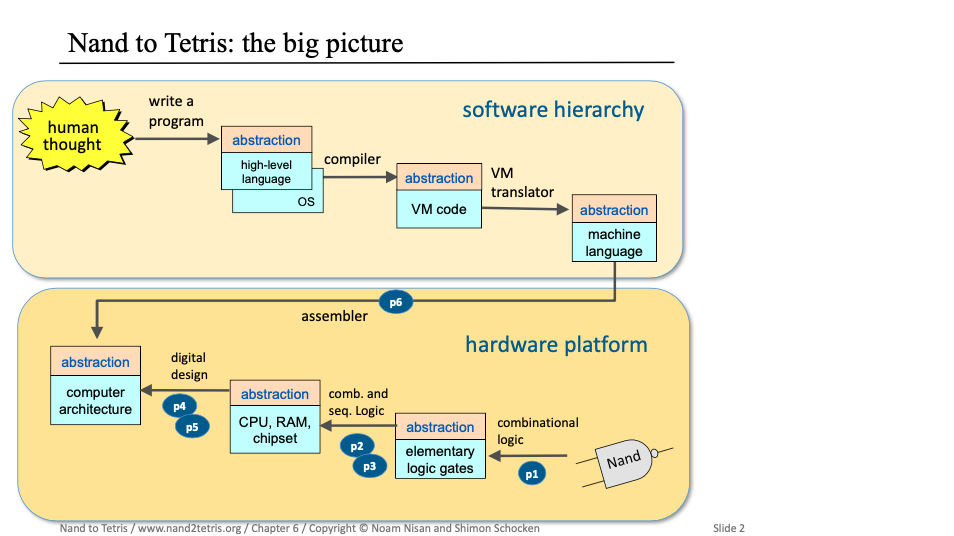 Nand to Tetris: the big picture
software hierarchy
human
thought
write a
program
abstraction
high-level
language
OS
compiler
abstraction
VM code
VM
translator
abstraction
machine
language
p6
assembler
hardware platform
abstraction
computer
architecture
digital
design
p4
p5
abstraction
CPU, RAM,
chipset
comb. and
seq. Logic
p2
p3
abstraction
elementary
logic gates
combinational
logic
p1
Nand
Nand to Tetris / www.nand2tetris.org / Chapter 6 / Copyright © Noam Nisan and Shimon Schocken
Slide 2